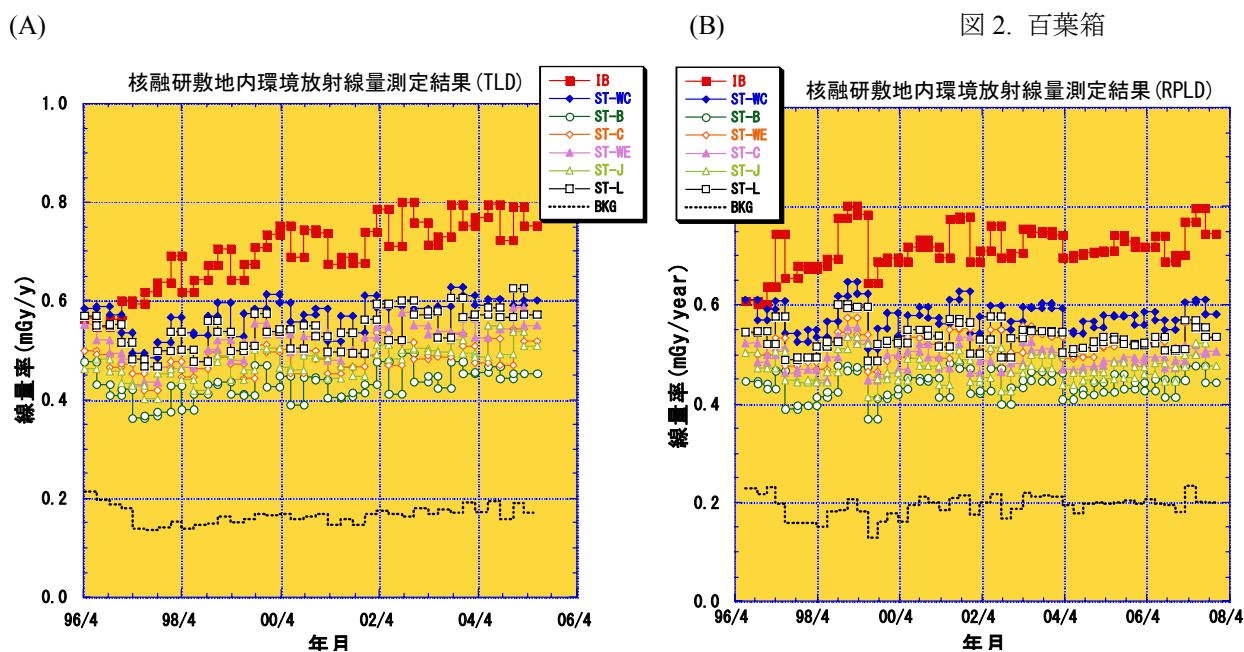 (A)
(B)
図 2. 百葉箱
核融研敷地内環境放射線量測定結果(TLD)
IB
ST-WC
ST-B
ST-C
ST-WE
ST-J
ST-L
BKG
線量率(mGy/y)
1.0
0.8
0.6
0.4
0.2
0.0
96/4
98/4
00/4
02/4
04/4
06/4
年月
核融研敷地内環境放射線量測定結果(RPLD)
IB
ST-WC
ST-B
ST-WE
ST-C
ST-J
ST-L
BKG
線量率(mGy/year)
0.6
0.4
0.2
0.0
96/4
98/4
00/4
02/4
04/4
06/4
08/4
年月